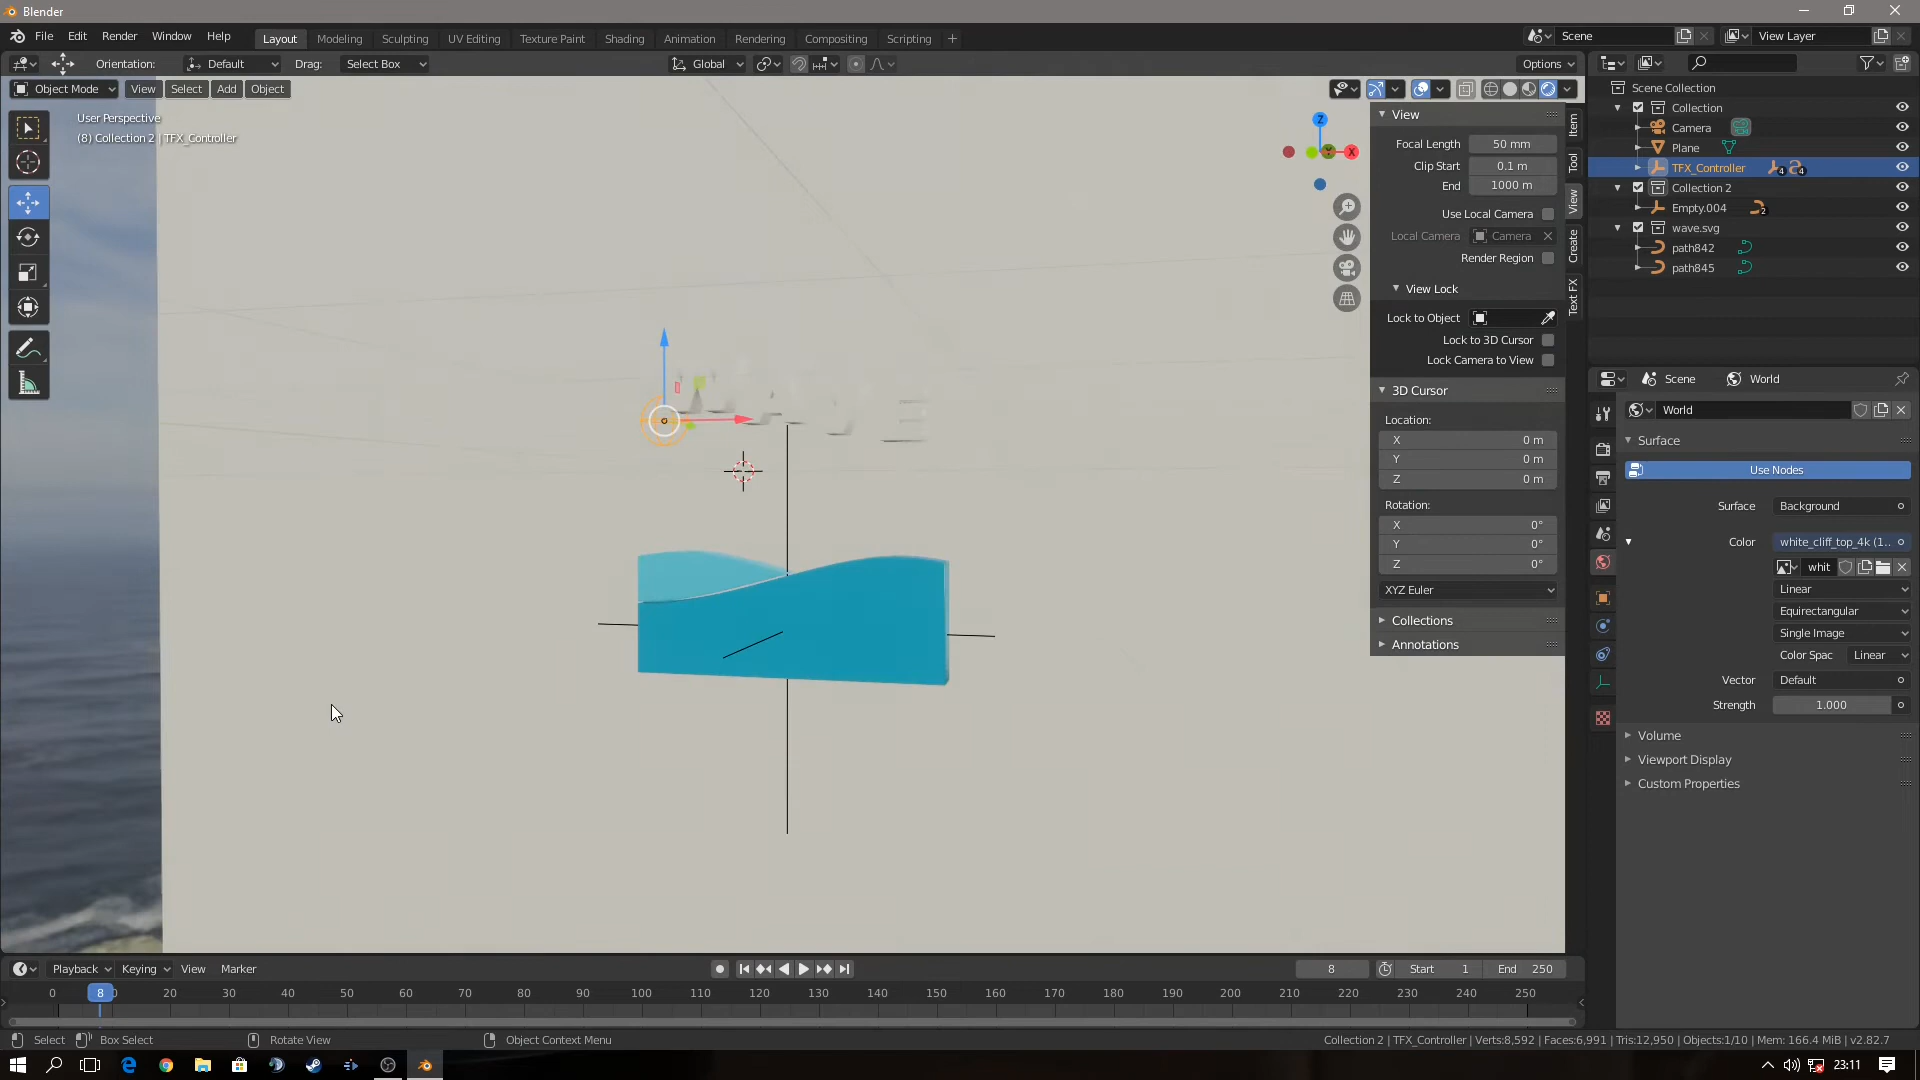 Blender
File Edit Render Window Help
Layout Modeling Sculpting UV Editing Texture Paint Shading Animation Rendering Compositing Scripting +
Scene
View Layer
Orientation: Default Drag: Select Box
Global
Options
Object Mode View Select Add Object
User Perspective
(8) Collection 2 | TFX_Controller
Z
X
Y
View
Focal Length 50 mm
Clip Start 0.1 m
End 1000 m
Use Local Camera
Local Camera Camera
Render Region
View Lock
Lock to Object
Lock to 3D Cursor
Lock Camera to View
3D Cursor
Location:
X 0 m
Y 0 m
Z 0 m
Rotation:
X 0°
Y 0°
Z 0°
XYZ Euler
Collections
Annotations
Item
Tool
View
Create
Text FX
Scene Collection
Collection
Camera
Plane
TFX_Controller 4 4
Collection 2
Empty.004 2
wave.svg
path842
path845
Scene World
World
Surface
Use Nodes
Surface Background
Color white_cliff_top_4k (1..
whit
Linear
Equirectangular
Single Image
Color Spac Linear
Vector Default
Strength 1.000
Volume
Viewport Display
Custom Properties
Playback Keying View Marker
8 Start 1 End 250
0 8 20 30 40 50 60 70 80 90 100 110 120 130 140 150 160 170 180 190 200 210 220 230 240 250
Select Box Select Rotate View Object Context Menu
Collection 2 | TFX_Controller | Verts:8,592 | Faces:6,991 | Tris:12,950 | Objects:1/10 | Mem: 166.4 MiB | v2.82.7
23:11